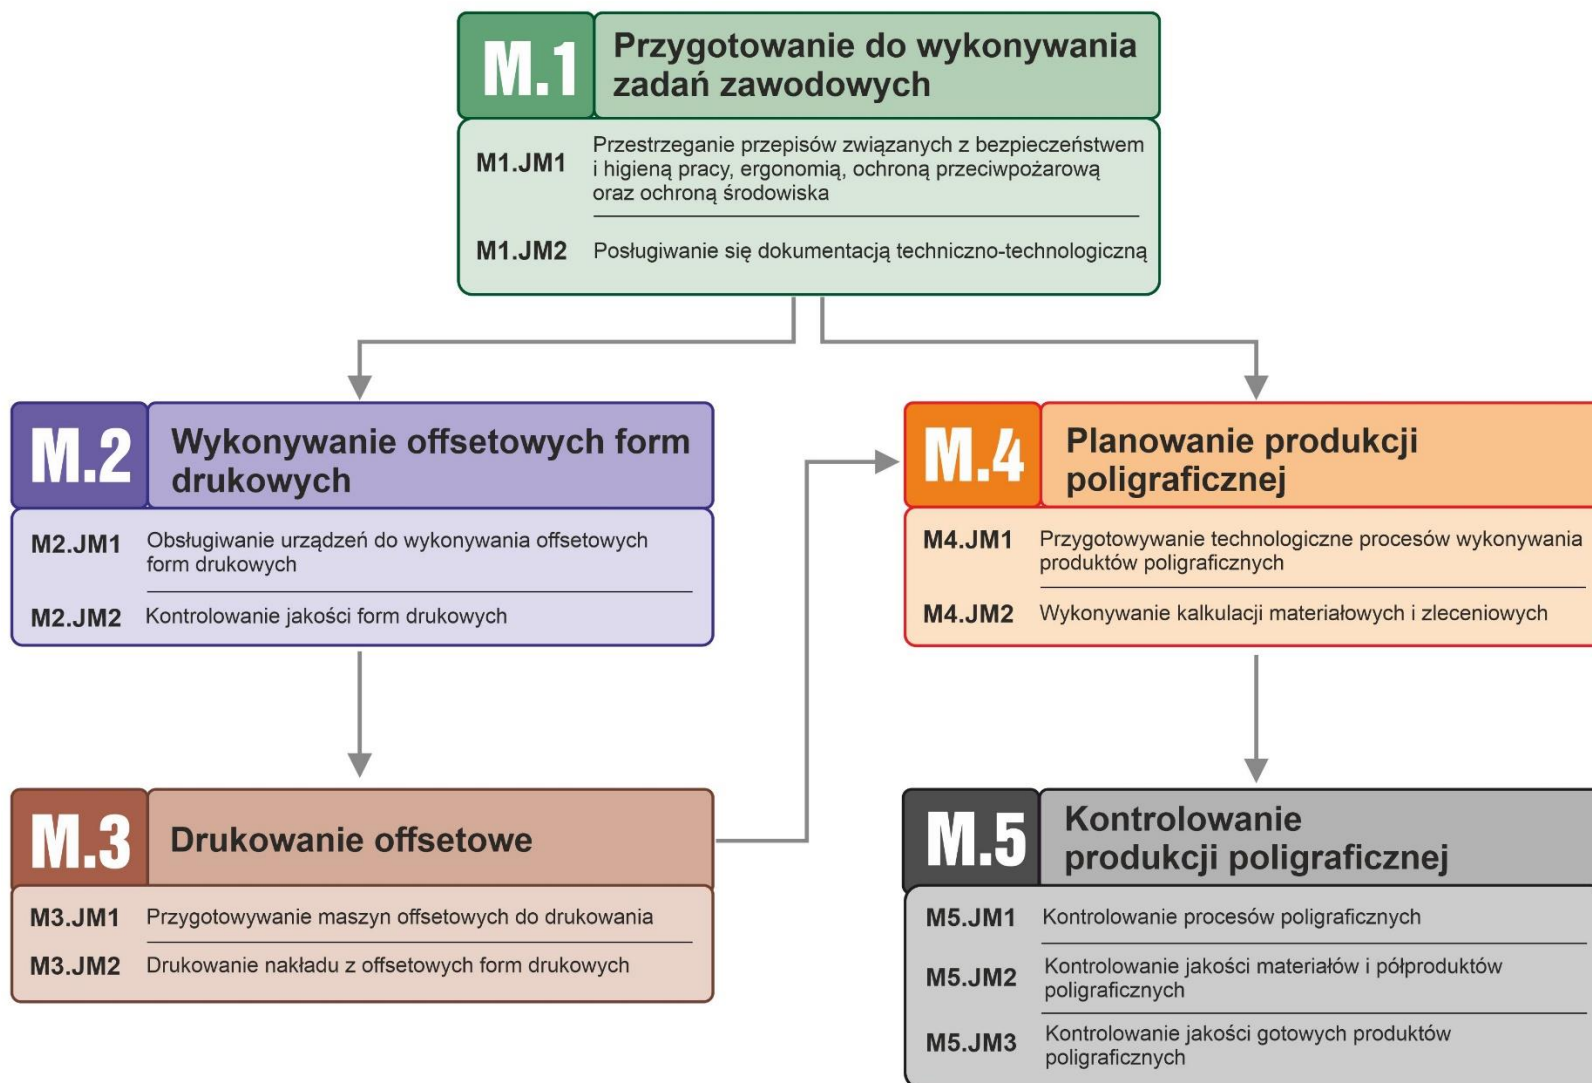 M.1
Przygotowanie do wykonywania
zadań zawodowych
M1.JM1
Przestrzeganie przepisów związanych z bezpieczeństwem
i higieną pracy, ergonomią, ochroną przeciwpożarową
oraz ochroną środowiska
M1.JM2
Posługiwanie się dokumentacją techniczno-technologiczną
M.2
Wykonywanie offsetowych form
drukowych
M2.JM1
Obsługiwanie urządzeń do wykonywania offsetowych
form drukowych
M2.JM2
Kontrolowanie jakości form drukowych
M.3
Drukowanie offsetowe
M3.JM1
Przygotowywanie maszyn offsetowych do drukowania
M3.JM2
Drukowanie nakładu z offsetowych form drukowych
M.4
Planowanie produkcji
poligraficznej
M4.JM1
Przygotowywanie technologiczne procesów wykonywania
produktów poligraficznych
M4.JM2
Wykonywanie kalkulacji materiałowych i zleceniowych
M.5
Kontrolowanie
produkcji poligraficznej
M5.JM1
Kontrolowanie procesów poligraficznych
M5.JM2
Kontrolowanie jakości materiałów i półproduktów
poligraficznych
M5.JM3
Kontrolowanie jakości gotowych produktów
poligraficznych